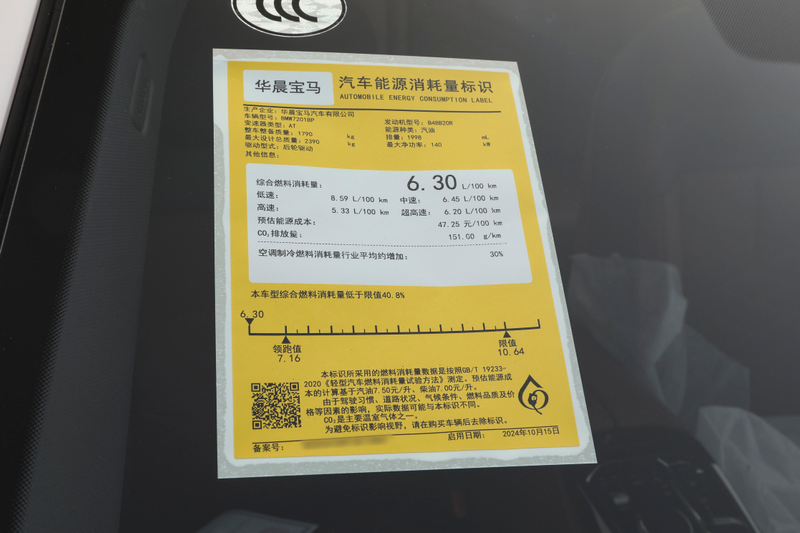 CCC
华晨宝马
汽车能源消耗量标识
AUTOMOBILE ENERGY CONSUMPTION LABEL
生产企业: 华晨宝马汽车有限公司
车辆型号: BMW7201BP
变速器类型: AT 发动机型号: B48B20R
整车整备质量: 1790 kg 能源种类: 汽油
最大设计总质量: 2390 kg 排量: 1998 mL
驱动型式: 后轮驱动 最大净功率: 140 kW
其他信息:
综合燃料消耗量: 6.30 L/100 km
低速: 8.59 L/100 km 中速: 6.45 L/100 km
高速: 5.33 L/100 km 超高速: 6.20 L/100 km
预估能源成本: 47.25 元/100 km
CO₂排放量: 151.00 g/km
空调制冷燃料消耗量行业平均约增加: 30%
本车型综合燃料消耗量低于限值40.8%
6.30
领跑值 限值
7.16 10.64
本标识所采用的燃料消耗量数据是按照GB/T 19233-
2020《轻型汽车燃料消耗量试验方法》测定, 预估能源成
本的计算基于汽油7.50元/升、柴油7.00元/升。
由于驾驶习惯、道路状况、气候条件、燃料品质及价
格等因素的影响, 实际数据可能与本标识不同。
CO₂是主要温室气体之一。
为避免标识影响视野, 请在购买车辆后去除标识。
备案号: 启用日期: 2024年10月15日